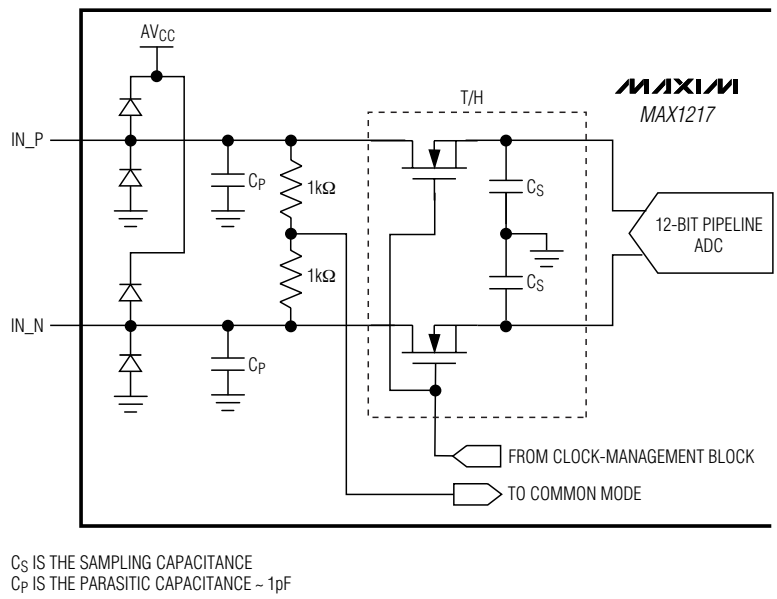 AVCC
MAXIM
T/H
MAX1217
IN_P
CP
1kΩ
CS
12-BIT PIPELINE
ADC
1kΩ
CS
IN_N
CP
FROM CLOCK-MANAGEMENT BLOCK
TO COMMON MODE
CS IS THE SAMPLING CAPACITANCE
CP IS THE PARASITIC CAPACITANCE ~ 1pF